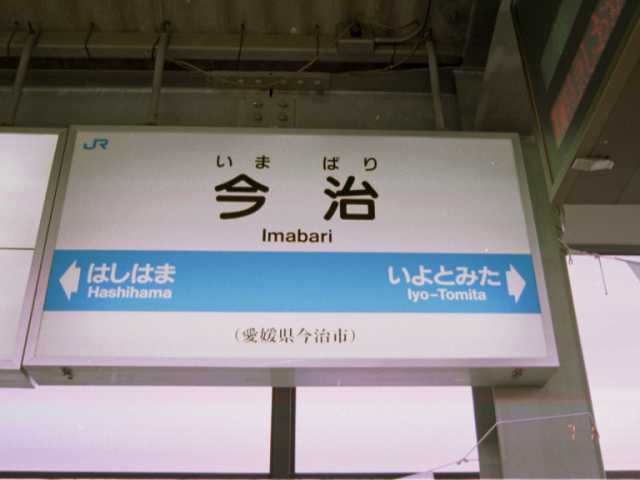 JR
いまばり
今治
Imabari
はしはま
Hashihama
いよとみた
Iyo-Tomita
(愛媛県今治市)